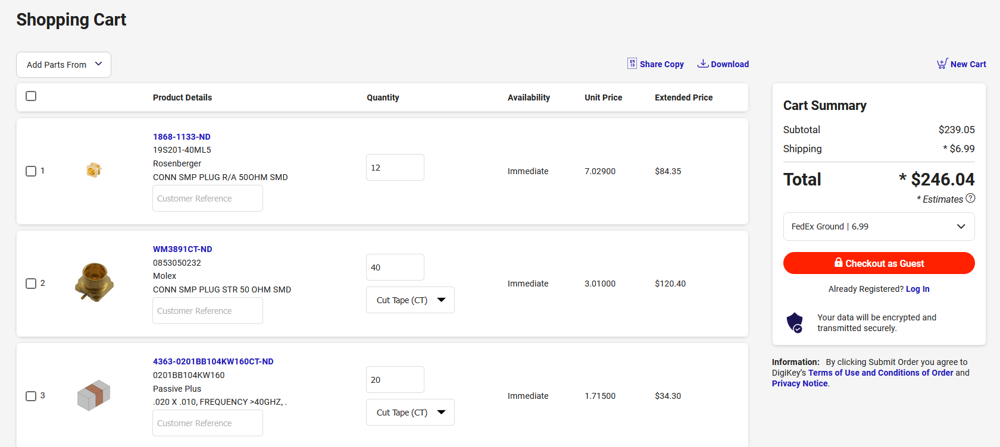 Shopping Cart
Add Parts From
Share Copy
Download
New Cart
Product Details
Quantity
Availability
Unit Price
Extended Price
1
1868-1133-ND
19S201-40ML5
Rosenberger
CONN SMP PLUG R/A 50OHM SMD
Customer Reference
12
Immediate
7.02900
$84.35
2
WM3891CT-ND
0853050232
Molex
CONN SMP PLUG STR 50 OHM SMD
Customer Reference
40
Cut Tape (CT)
Immediate
3.01000
$120.40
3
4363-0201BB104KW160CT-ND
0201BB104KW160
Passive Plus
.020 X .010, FREQUENCY >40GHZ, .
Customer Reference
20
Cut Tape (CT)
Immediate
1.71500
$34.30
Cart Summary
Subtotal $239.05
Shipping * $6.99
Total * $246.04
* Estimates ?
FedEx Ground | 6.99
Checkout as Guest
Already Registered? Log In
Your data will be encrypted and
transmitted securely.
Information: By clicking Submit Order you agree to
DigiKey’s Terms of Use and Conditions of Order and
Privacy Notice.